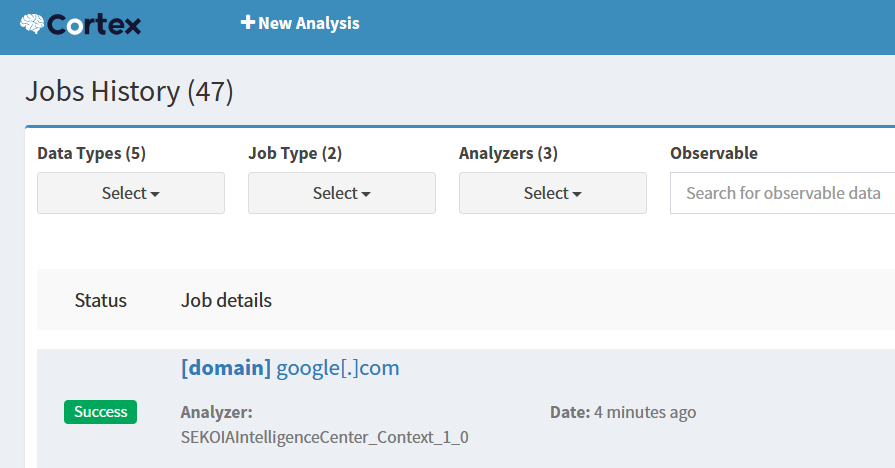 Cortex
New Analysis
Jobs History (47)
Data Types (5) Job Type (2) Analyzers (3) Observable
Select Select Select Search for observable data
Status Job details
[domain] google[.]com
Success Analyzer: Date: 4 minutes ago
SEKOIAIntelligenceCenter_Context_1_0